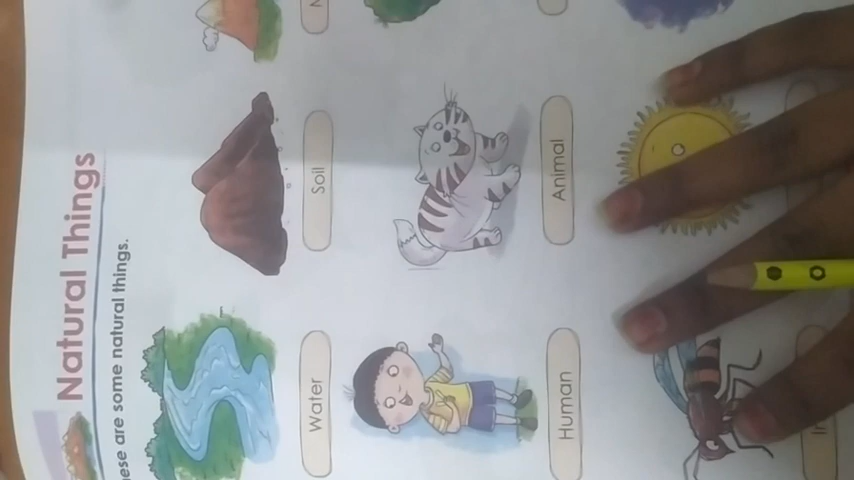 Natural Things
ese are some natural things.
Water
Soil
Human
Animal